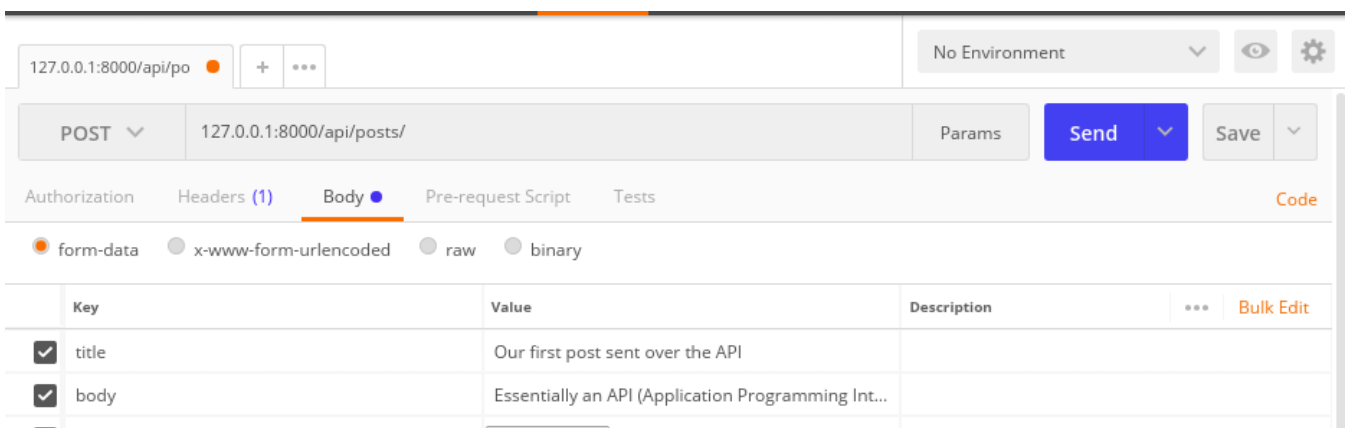 No Environment
127.0.0.1:8000/api/po
POST 127.0.0.1:8000/api/posts/ Params Send Save
Authorization Headers (1) Body Pre-request Script Tests Code
form-data x-www-form-urlencoded raw binary
Key Value Description Bulk Edit
title Our first post sent over the API
body Essentially an API (Application Programming Int...